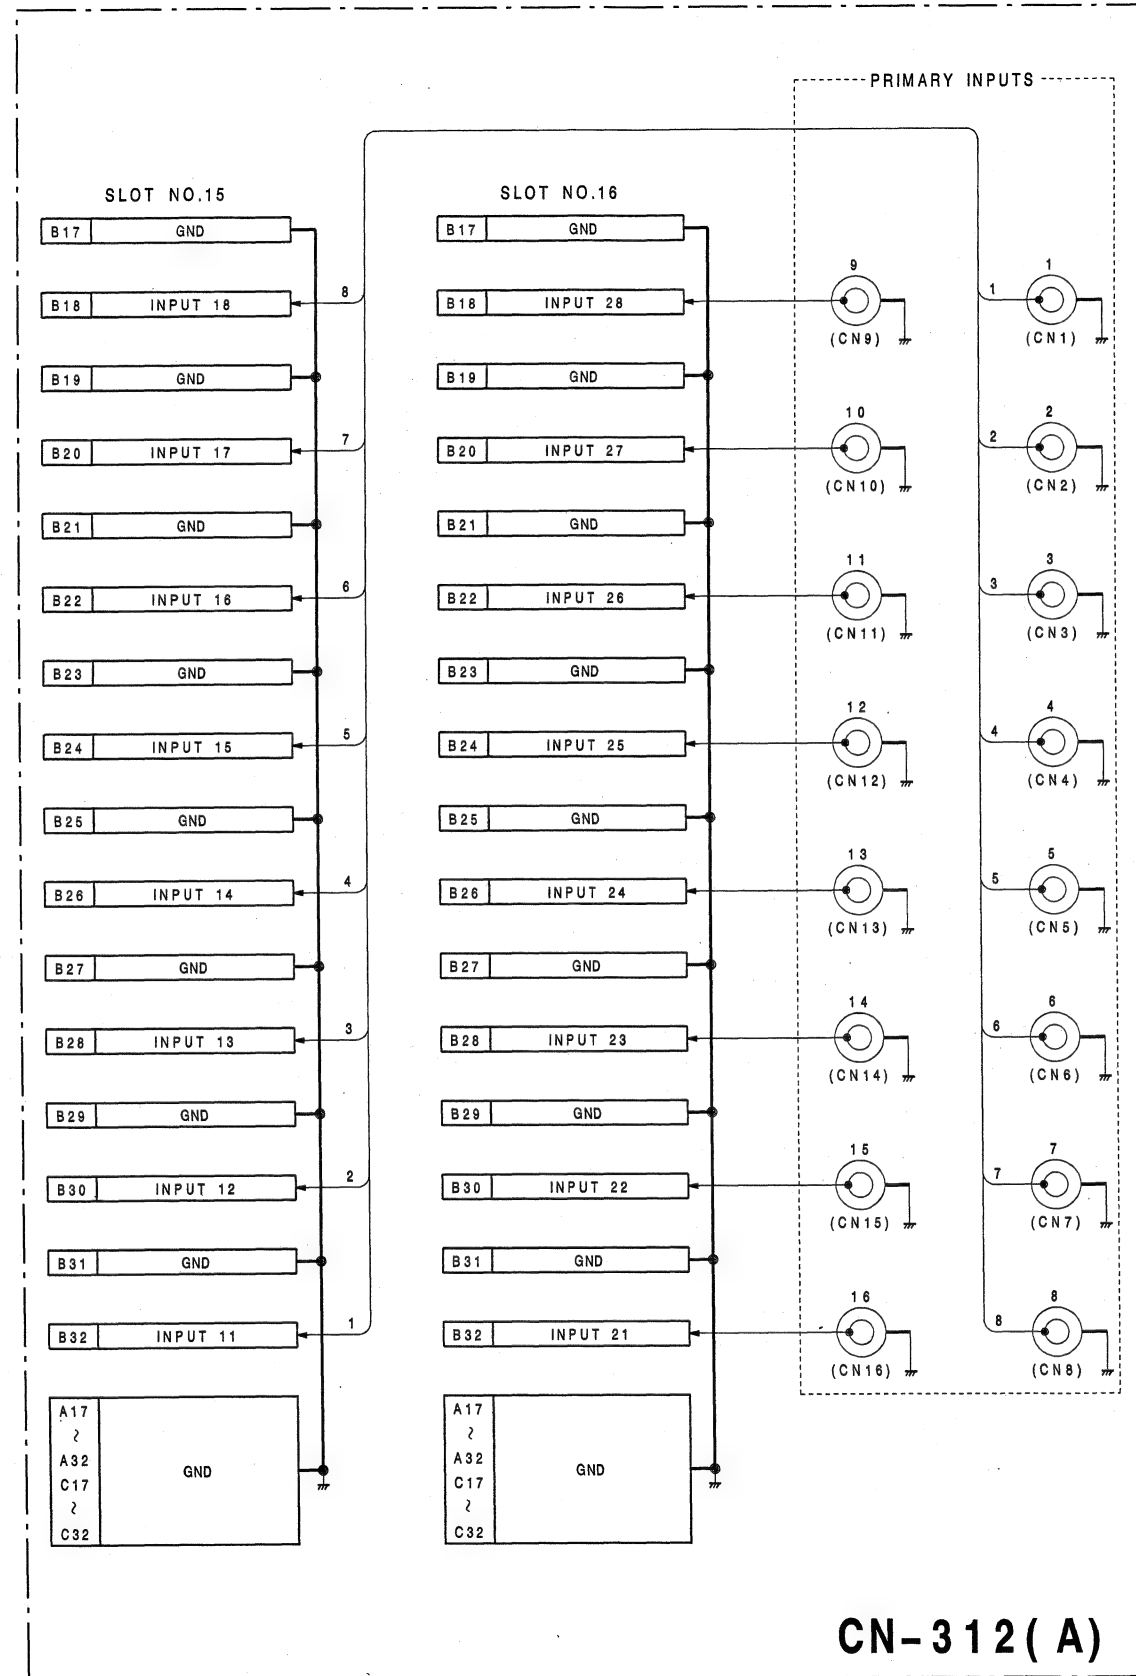 PRIMARY INPUTS
SLOT NO.15
B17 GND
B18 INPUT 18 8
B19 GND
B20 INPUT 17 7
B21 GND
B22 INPUT 16 6
B23 GND
B24 INPUT 15 5
B25 GND
B26 INPUT 14 4
B27 GND
B28 INPUT 13 3
B29 GND
B30 INPUT 12 2
B31 GND
B32 INPUT 11 1
A17
~
A32
C17
~
C32
GND
SLOT NO.16
B17 GND
B18 INPUT 28
B19 GND
B20 INPUT 27
B21 GND
B22 INPUT 26
B23 GND
B24 INPUT 25
B25 GND
B26 INPUT 24
B27 GND
B28 INPUT 23
B29 GND
B30 INPUT 22
B31 GND
B32 INPUT 21
A17
~
A32
C17
~
C32
GND
9
(CN9)
10
(CN10)
11
(CN11)
12
(CN12)
13
(CN13)
14
(CN14)
15
(CN15)
16
(CN16)
1
1
(CN1)
2
2
(CN2)
3
3
(CN3)
4
4
(CN4)
5
5
(CN5)
6
6
(CN6)
7
7
(CN7)
8
8
(CN8)
CN-312(A)